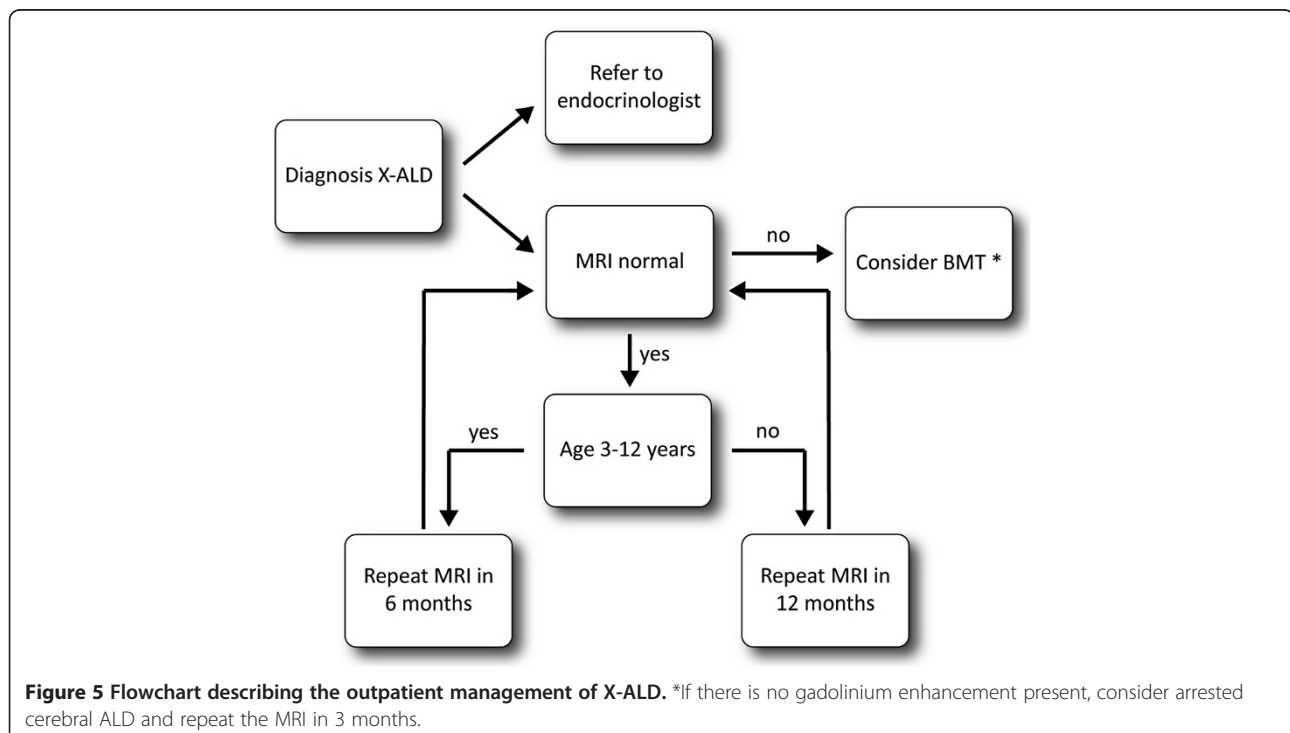 Refer to
endocrinologist
Diagnosis X-ALD
MRI normal
no
Consider BMT *
yes
yes
Age 3-12 years
no
Repeat MRI in
6 months
Repeat MRI in
12 months
Figure 5 Flowchart describing the outpatient management of X-ALD. *If there is no gadolinium enhancement present, consider arrested
cerebral ALD and repeat the MRI in 3 months.